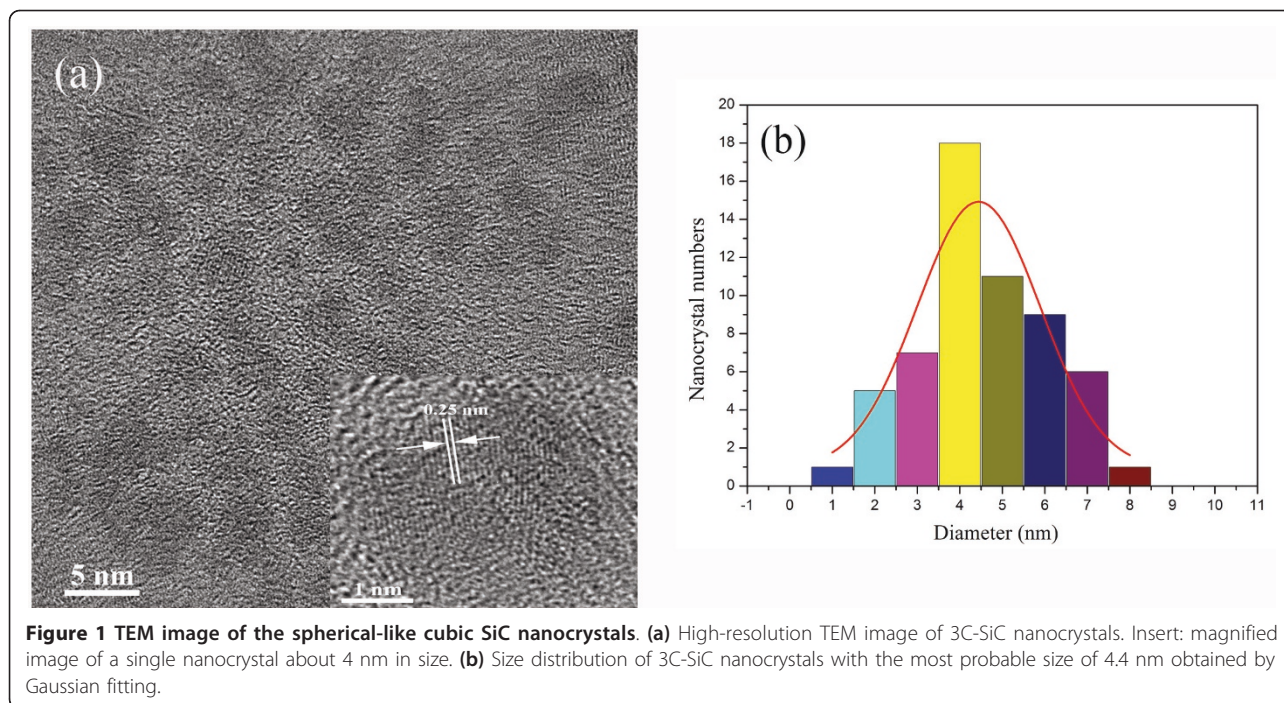 (a)
0.25 nm
5 nm
1 nm
(b)
20
18
16
14
12
10
8
6
4
2
0
Nanocrystal numbers
-1 0 1 2 3 4 5 6 7 8 9 10 11
Diameter (nm)
Figure 1 TEM image of the spherical-like cubic SiC nanocrystals. (a) High-resolution TEM image of 3C-SiC nanocrystals. Insert: magnified
image of a single nanocrystal about 4 nm in size. (b) Size distribution of 3C-SiC nanocrystals with the most probable size of 4.4 nm obtained by
Gaussian fitting.